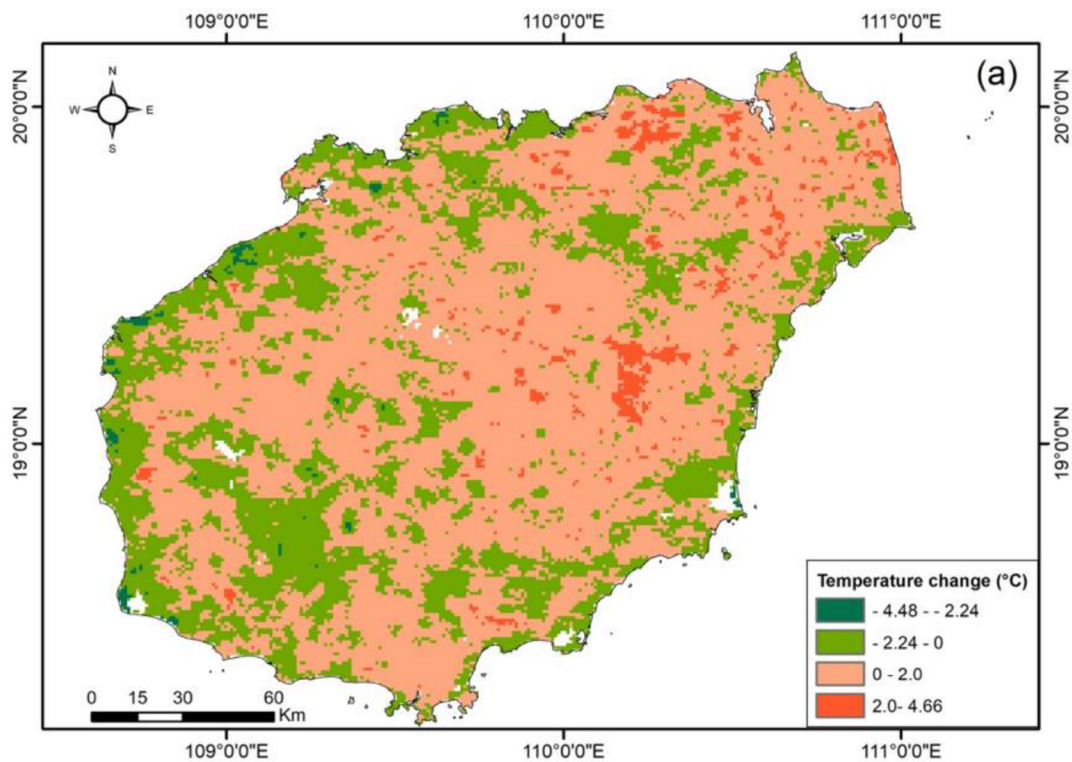 109°0'0"E 110°0'0"E 111°0'0"E
(a)
N
W E
S
20°0'0"N 20°0'0"N
19°0'0"N 19°0'0"N
Temperature change (°C)
- 4.48 - - 2.24
- 2.24 - 0
0 - 2.0
2.0- 4.66
0 15 30 60
Km
109°0'0"E 110°0'0"E 111°0'0"E